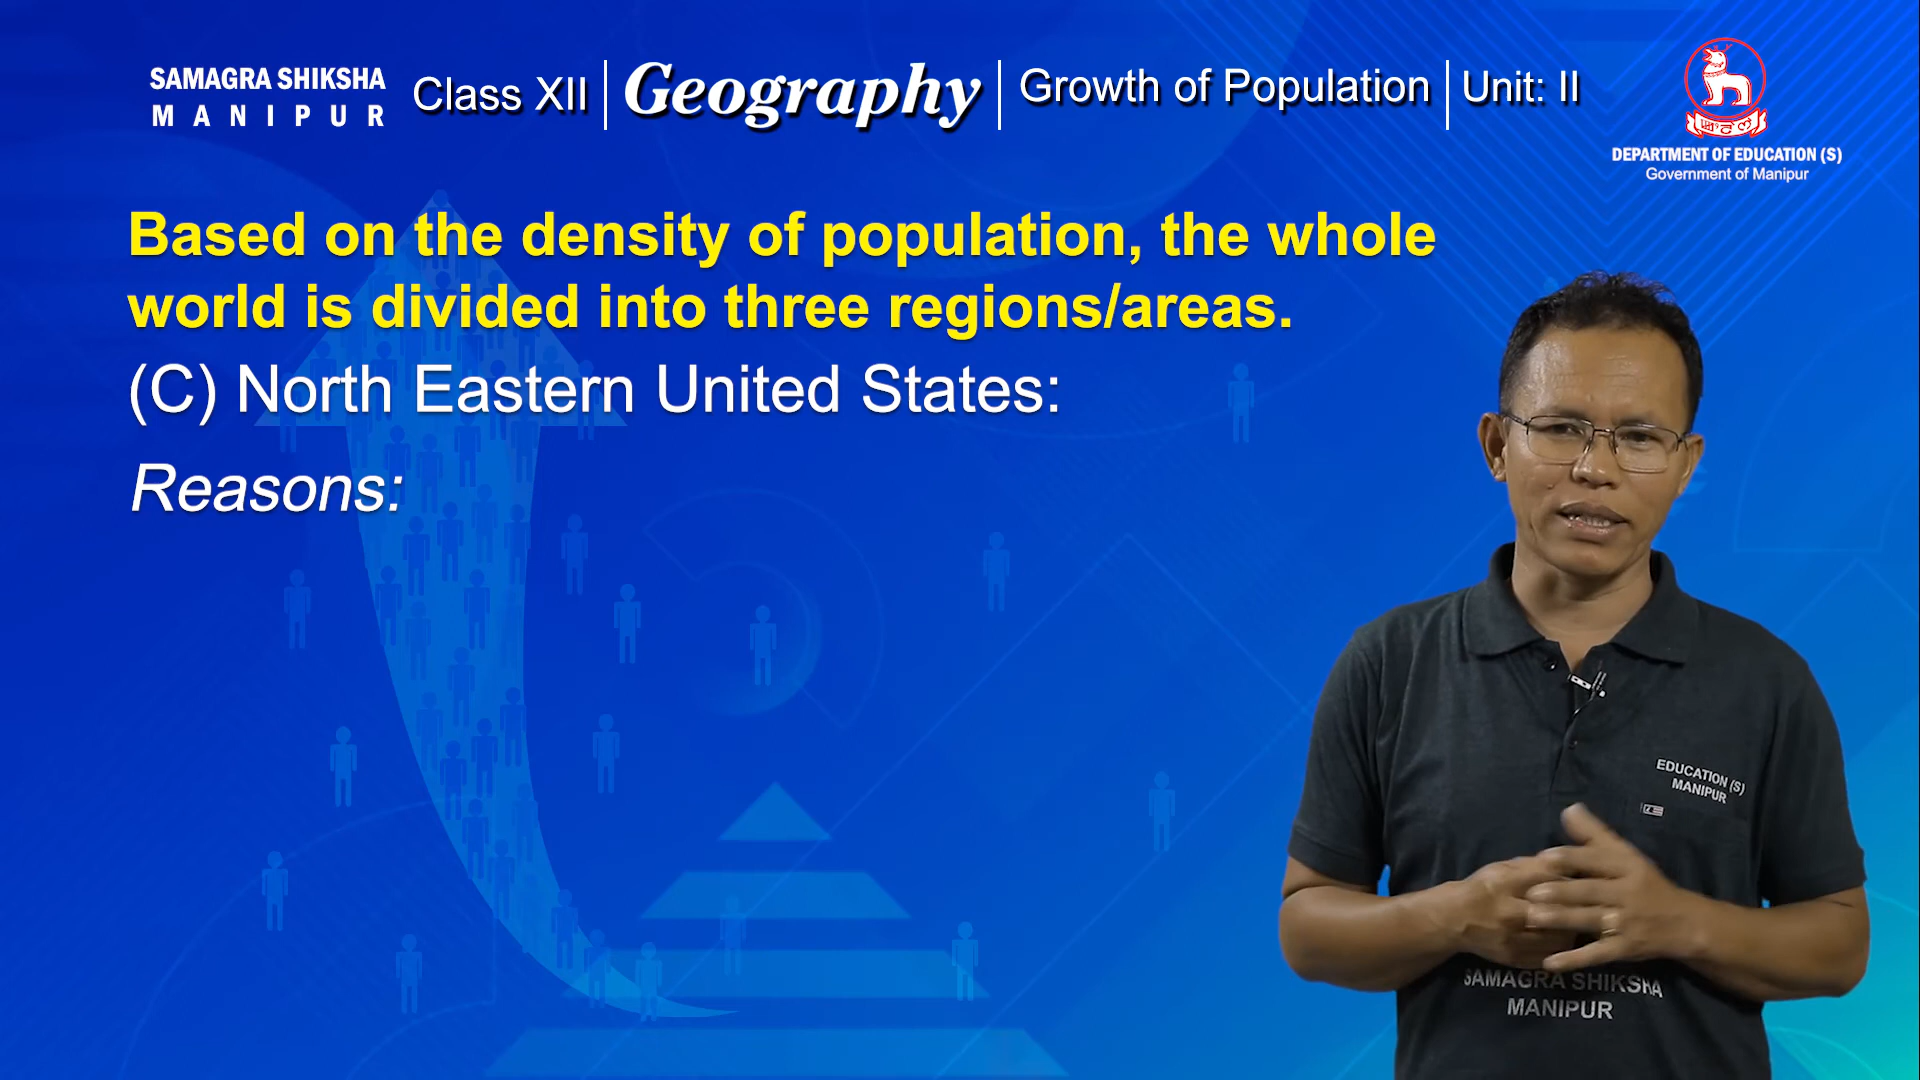 SAMAGRA SHIKSHA
MANIPUR
Class XII
Geography
Growth of Population
Unit: II
DEPARTMENT OF EDUCATION (S)
Government of Manipur
Based on the density of population, the whole
world is divided into three regions/areas.
(C) North Eastern United States:
Reasons:
EDUCATION (S)
MANIPUR
SAMAGRA SHIKSHA
MANIPUR